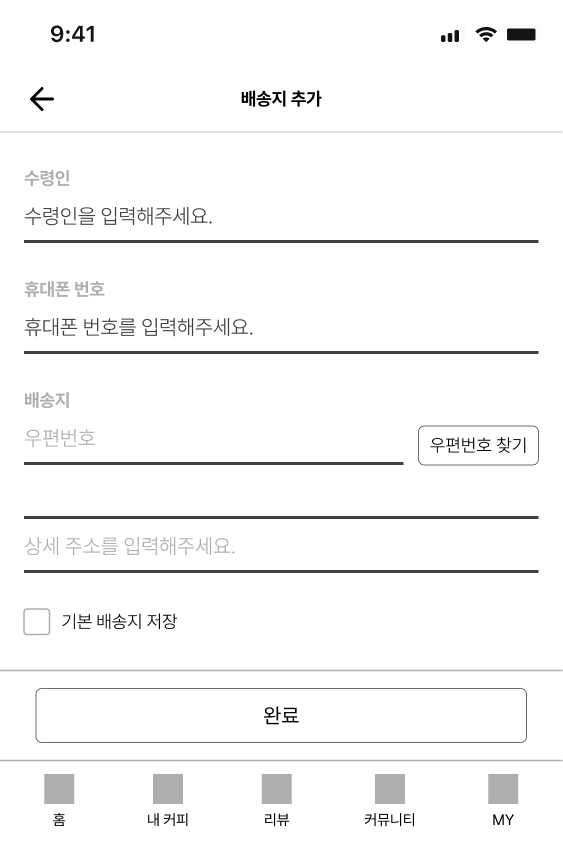 9:41
배송지 추가
수령인
수령인을 입력해주세요.
휴대폰 번호
휴대폰 번호를 입력해주세요.
배송지
우편번호
우편번호 찾기
상세 주소를 입력해주세요.
기본 배송지 저장
완료
홈 내 커피 리뷰 커뮤니티 MY